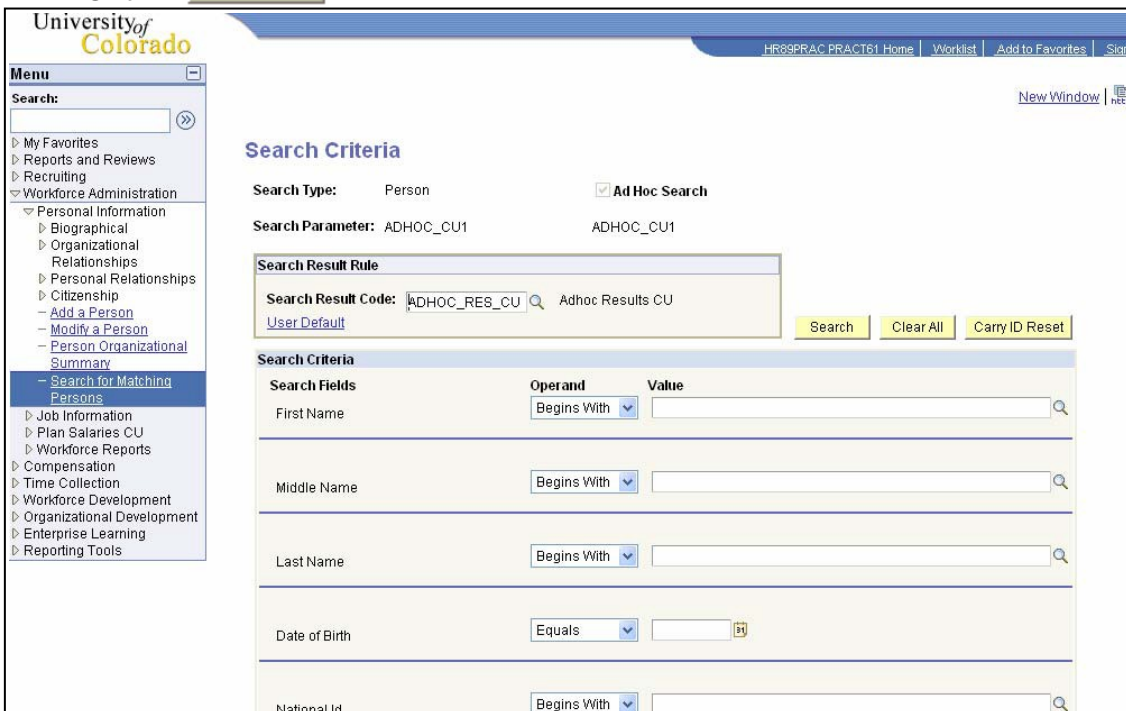 University of
Colorado
HR89PRAC PRACT61 Home | Worklist | Add to Favorites |
Menu
Search:
New Window |
My Favorites
Reports and Reviews
Recruiting
Workforce Administration
Personal Information
Biographical
Organizational
Relationships
Personal Relationships
Citizenship
Add a Person
Modify a Person
Person Organizational
Summary
Search for Matching
Persons
Job Information
Plan Salaries CU
Workforce Reports
Compensation
Time Collection
Workforce Development
Organizational Development
Enterprise Learning
Reporting Tools
Search Criteria
Search Type: Person Ad Hoc Search
Search Parameter: ADHOC_CU1 ADHOC_CU1
Search Result Rule
Search Result Code: ADHOC_RES_CU Adhoc Results CU
User Default
Search Clear All Carry ID Reset
Search Criteria
Search Fields Operand Value
First Name Begins With
Middle Name Begins With
Last Name Begins With
Date of Birth Equals 31
National Id Begins With